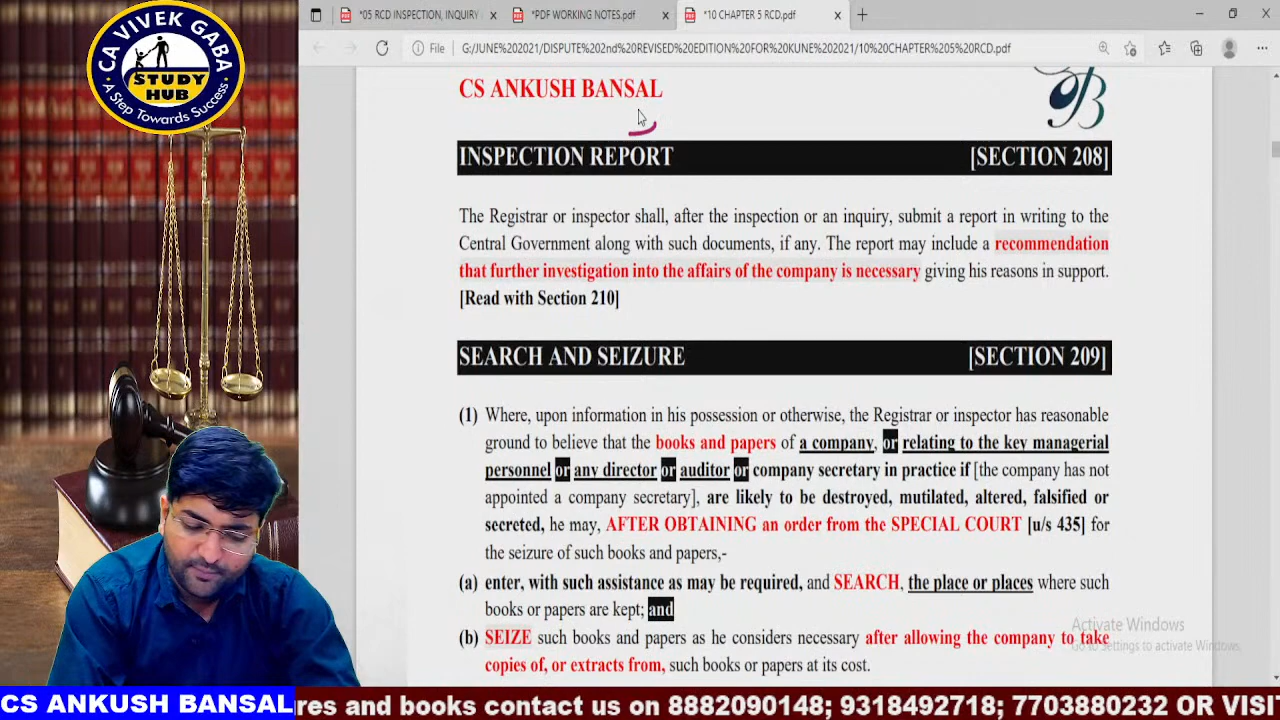 CA VIVEK GABA
STUDY
HUB
A Step Towards Success
*05 RCD INSPECTION, INQUIRY
*PDF WORKING NOTES.pdf
*10 CHAPTER 5 RCD.pdf
File
G:/JUNE%202021/DISPUTE%202nd%20REVISED%20EDITION%20FOR%20KUNE%202021/10%20CHAPTER%205%20RCD.pdf
CS ANKUSH BANSAL
B
INSPECTION REPORT [SECTION 208]
The Registrar or inspector shall, after the inspection or an inquiry, submit a report in writing to the
Central Government along with such documents, if any. The report may include a recommendation
that further investigation into the affairs of the company is necessary giving his reasons in support.
[Read with Section 210]
SEARCH AND SEIZURE [SECTION 209]
(1) Where, upon information in his possession or otherwise, the Registrar or inspector has reasonable
ground to believe that the books and papers of a company, or relating to the key managerial
personnel or any director or auditor or company secretary in practice if [the company has not
appointed a company secretary], are likely to be destroyed, mutilated, altered, falsified or
secreted, he may, AFTER OBTAINING an order from the SPECIAL COURT [u/s 435] for
the seizure of such books and papers,-
(a) enter, with such assistance as may be required, and SEARCH, the place or places where such
books or papers are kept; and
(b) SEIZE such books and papers as he considers necessary after allowing the company to take
copies of, or extracts from, such books or papers at its cost.
Activate Windows
Go to Settings to activate Windows.
CS ANKUSH BANSAL
res and books contact us on 8882090148; 9318492718; 7703880232 OR VISI